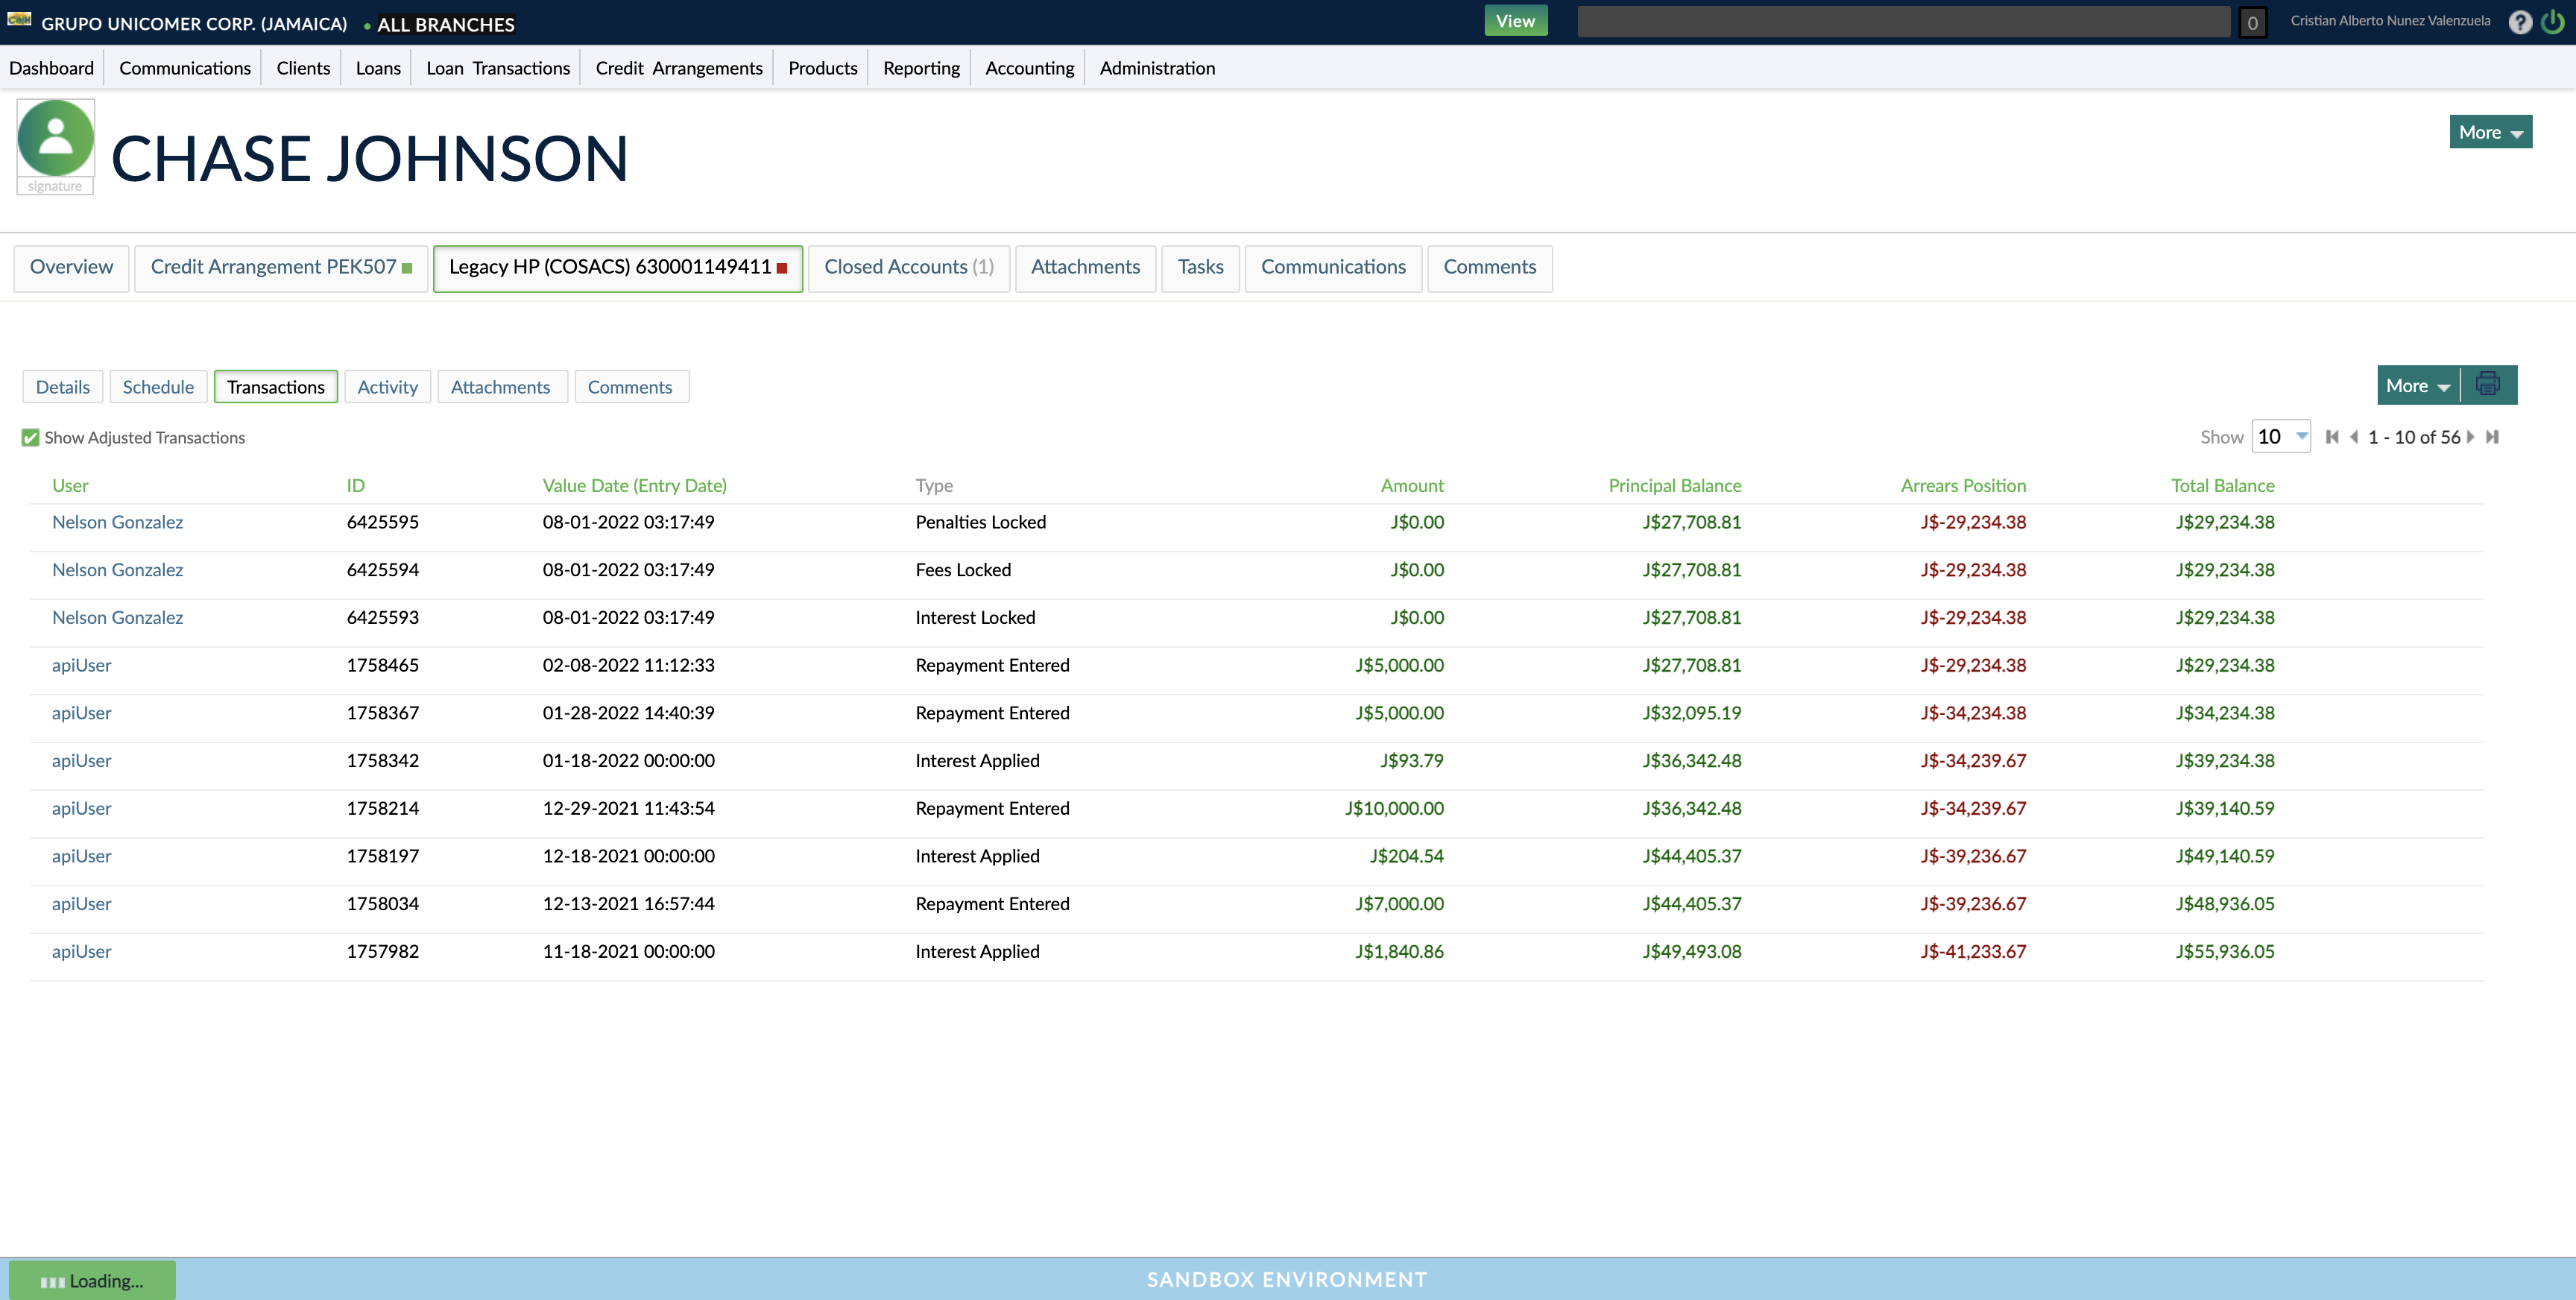 GRUPO UNICOMER CORP. (JAMAICA) • ALL BRANCHES View 0 Cristian Alberto Nunez Valenzuela ?
Dashboard Communications Clients Loans Loan Transactions Credit Arrangements Products Reporting Accounting Administration
signature
CHASE JOHNSON
More
Overview Credit Arrangement PEK507 Legacy HP (COSACS) 630001149411 Closed Accounts (1) Attachments Tasks Communications Comments
Details Schedule Transactions Activity Attachments Comments More
Show Adjusted Transactions Show 10 1 - 10 of 56
User ID Value Date (Entry Date) Type Amount Principal Balance Arrears Position Total Balance
Nelson Gonzalez 6425595 08-01-2022 03:17:49 Penalties Locked J$0.00 J$27,708.81 J$-29,234.38 J$29,234.38
Nelson Gonzalez 6425594 08-01-2022 03:17:49 Fees Locked J$0.00 J$27,708.81 J$-29,234.38 J$29,234.38
Nelson Gonzalez 6425593 08-01-2022 03:17:49 Interest Locked J$0.00 J$27,708.81 J$-29,234.38 J$29,234.38
apiUser 1758465 02-08-2022 11:12:33 Repayment Entered J$5,000.00 J$27,708.81 J$-29,234.38 J$29,234.38
apiUser 1758367 01-28-2022 14:40:39 Repayment Entered J$5,000.00 J$32,095.19 J$-34,234.38 J$34,234.38
apiUser 1758342 01-18-2022 00:00:00 Interest Applied J$93.79 J$36,342.48 J$-34,239.67 J$39,234.38
apiUser 1758214 12-29-2021 11:43:54 Repayment Entered J$10,000.00 J$36,342.48 J$-34,239.67 J$39,140.59
apiUser 1758197 12-18-2021 00:00:00 Interest Applied J$204.54 J$44,405.37 J$-39,236.67 J$49,140.59
apiUser 1758034 12-13-2021 16:57:44 Repayment Entered J$7,000.00 J$44,405.37 J$-39,236.67 J$48,936.05
apiUser 1757982 11-18-2021 00:00:00 Interest Applied J$1,840.86 J$49,493.08 J$-41,233.67 J$55,936.05
Loading... SANDBOX ENVIRONMENT